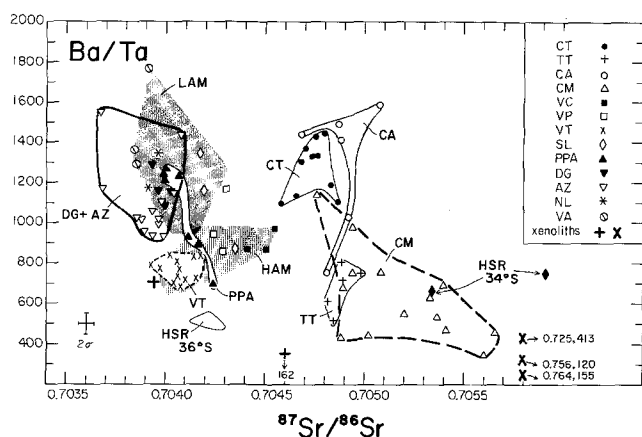 2000
1800
1600
1400
1200
1000
800
600
400
200
Ba/Ta
LAM
DG+ AZ
VT
HSR
36°S
HAM
PPA
2σ
162
CT
CA
TT
CM
HSR
34°S
CT
TT
CA
CM
VC
VP
VT
SL
PPA
DG
AZ
NL
VA
xenoliths
0.725,413
0.756,120
0.764,155
0.7035
0.7040
0.7045
0.7050
0.7055
87Sr/86Sr